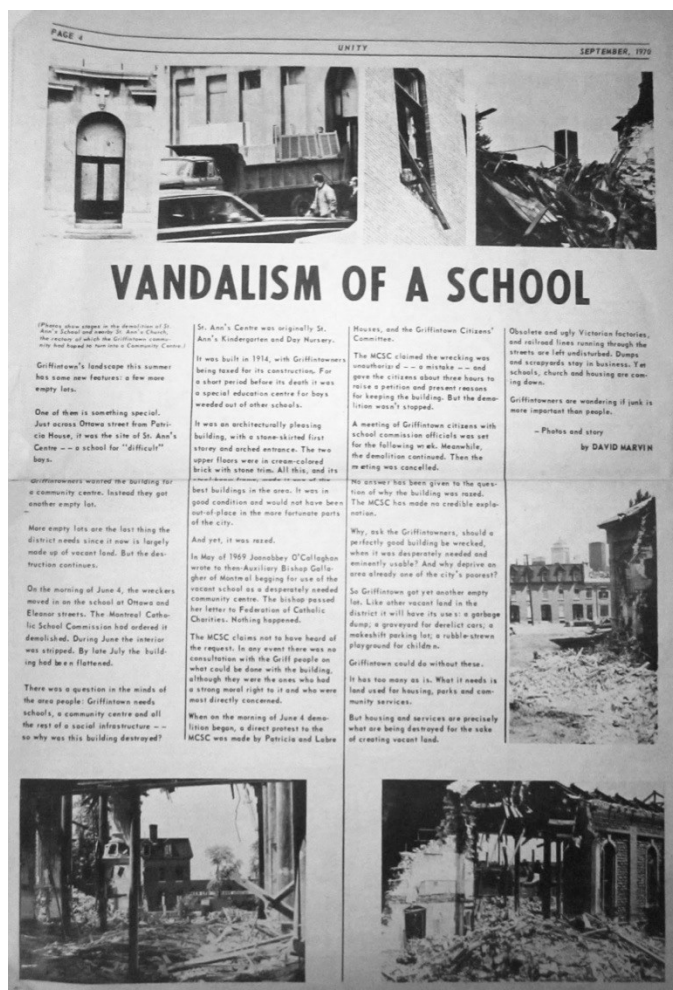 PAGE 4
UNITY
SEPTEMBER, 1970
VANDALISM OF A SCHOOL
(Photos show stages in the demolition of St.
Ann's School and nearby St. Ann's Church,
the rectory of which the Griffintown commu-
nity had hoped to turn into a Community Centre.)
Griffintown's landscape this summer
has some new features: a few more
empty lots.
One of them is something special.
Just across Ottawa street from Patri-
cia House, it was the site of St. Ann's
Centre -- a school for "difficult"
boys.
Griffintowners wanted the building for
a community centre. Instead they got
another empty lot.
More empty lots are the last thing the
district needs since it now is largely
made up of vacant land. But the des-
truction continues.
On the morning of June 4, the wreckers
moved in on the school at Ottawa and
Eleanor streets. The Montreal Catho-
lic School Commission had ordered it
demolished. During June the interior
was stripped. By late July the build-
ing had been flattened.
There was a question in the minds of
the area people: Griffintown needs
schools, a community centre and all
the rest of a social infrastructure --
so why was this building destroyed?
St. Ann's Centre was originally St.
Ann's Kindergarten and Day Nursery.
It was built in 1914, with Griffintowners
being taxed for its construction. For
a short period before its death it was
a special education centre for boys
weeded out of other schools.
It was an architecturally pleasing
building, with a stone-skirted first
storey and arched entrance. The two
upper floors were in cream-colored
brick with stone trim. All this, and its
made it one of the
best buildings in the area. It was in
good condition and would not have been
out-of-place in the more fortunate parts
of the city.
And yet, it was razed.
In May of 1969 Joanabbey O'Callaghan
wrote to then-Auxiliary Bishop Galla-
gher of Montreal begging for use of the
vacant school as a desperately needed
community centre. The bishop passed
her letter to Federation of Catholic
Charities. Nothing happened.
The MCSC claims not to have heard of
the request. In any event there was no
consultation with the Griff people on
what could be done with the building,
although they were the ones who had
a strong moral right to it and who were
most directly concerned.
When on the morning of June 4 demo-
lition began, a direct protest to the
MCSC was made by Patricia and Labre
Houses, and the Griffintown Citizens'
Committee.
The MCSC claimed the wrecking was
unauthorized -- a mistake -- and
gave the citizens about three hours to
raise a petition and present reasons
for keeping the building. But the demo-
lition wasn't stopped.
A meeting of Griffintown citizens with
school commission officials was set
for the following week. Meanwhile,
the demolition continued. Then the
meeting was cancelled.
No answer has been given to the ques-
tion of why the building was razed.
The MCSC has made no credible expla-
nation.
Why, ask the Griffintowners, should a
perfectly good building be wrecked,
when it was desperately needed and
eminently usable? And why deprive an
area already one of the city's poorest?
So Griffintown got yet another empty
lot. Like other vacant land in the
district it will have its uses: a garbage
dump; a graveyard for derelict cars; a
makeshift parking lot; a rubble-strewn
playground for children.
Griffintown could do without these.
It has too many as is. What it needs is
land used for housing, parks and com-
munity services.
But housing and services are precisely
what are being destroyed for the sake
of creating vacant land.
Obsolete and ugly Victorian factories,
and railroad lines running through the
streets are left undisturbed. Dumps
and scrapyards stay in business. Yet
schools, church and housing are com-
ing down.
Griffintowners are wondering if junk is
more important than people.
- Photos and story
by DAVID MARVIN